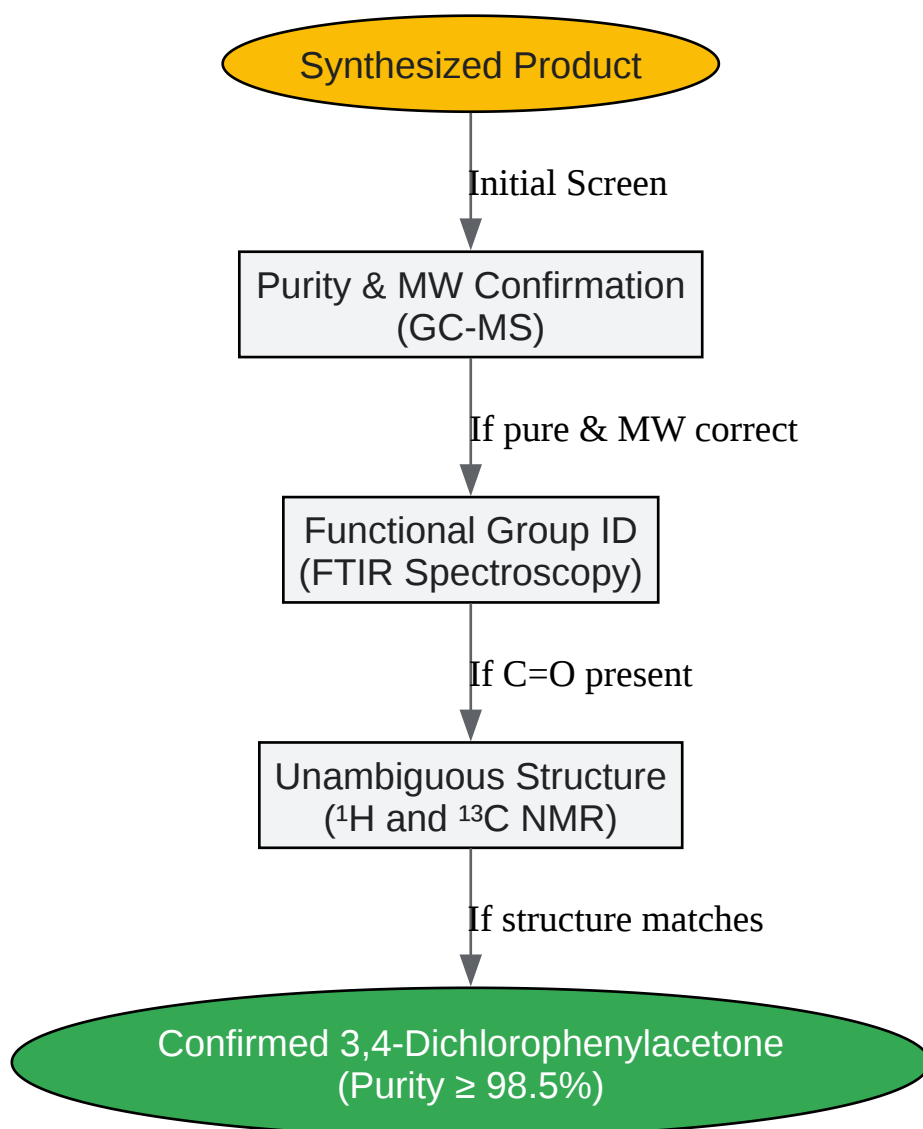 Synthesized Product
Initial Screen
Purity & MW Confirmation
(GC-MS)
If pure & MW correct
Functional Group ID
(FTIR Spectroscopy)
If C=O present
Unambiguous Structure
(¹H and ¹³C NMR)
If structure matches
Confirmed 3,4-Dichlorophenylacetone
(Purity ≥ 98.5%)